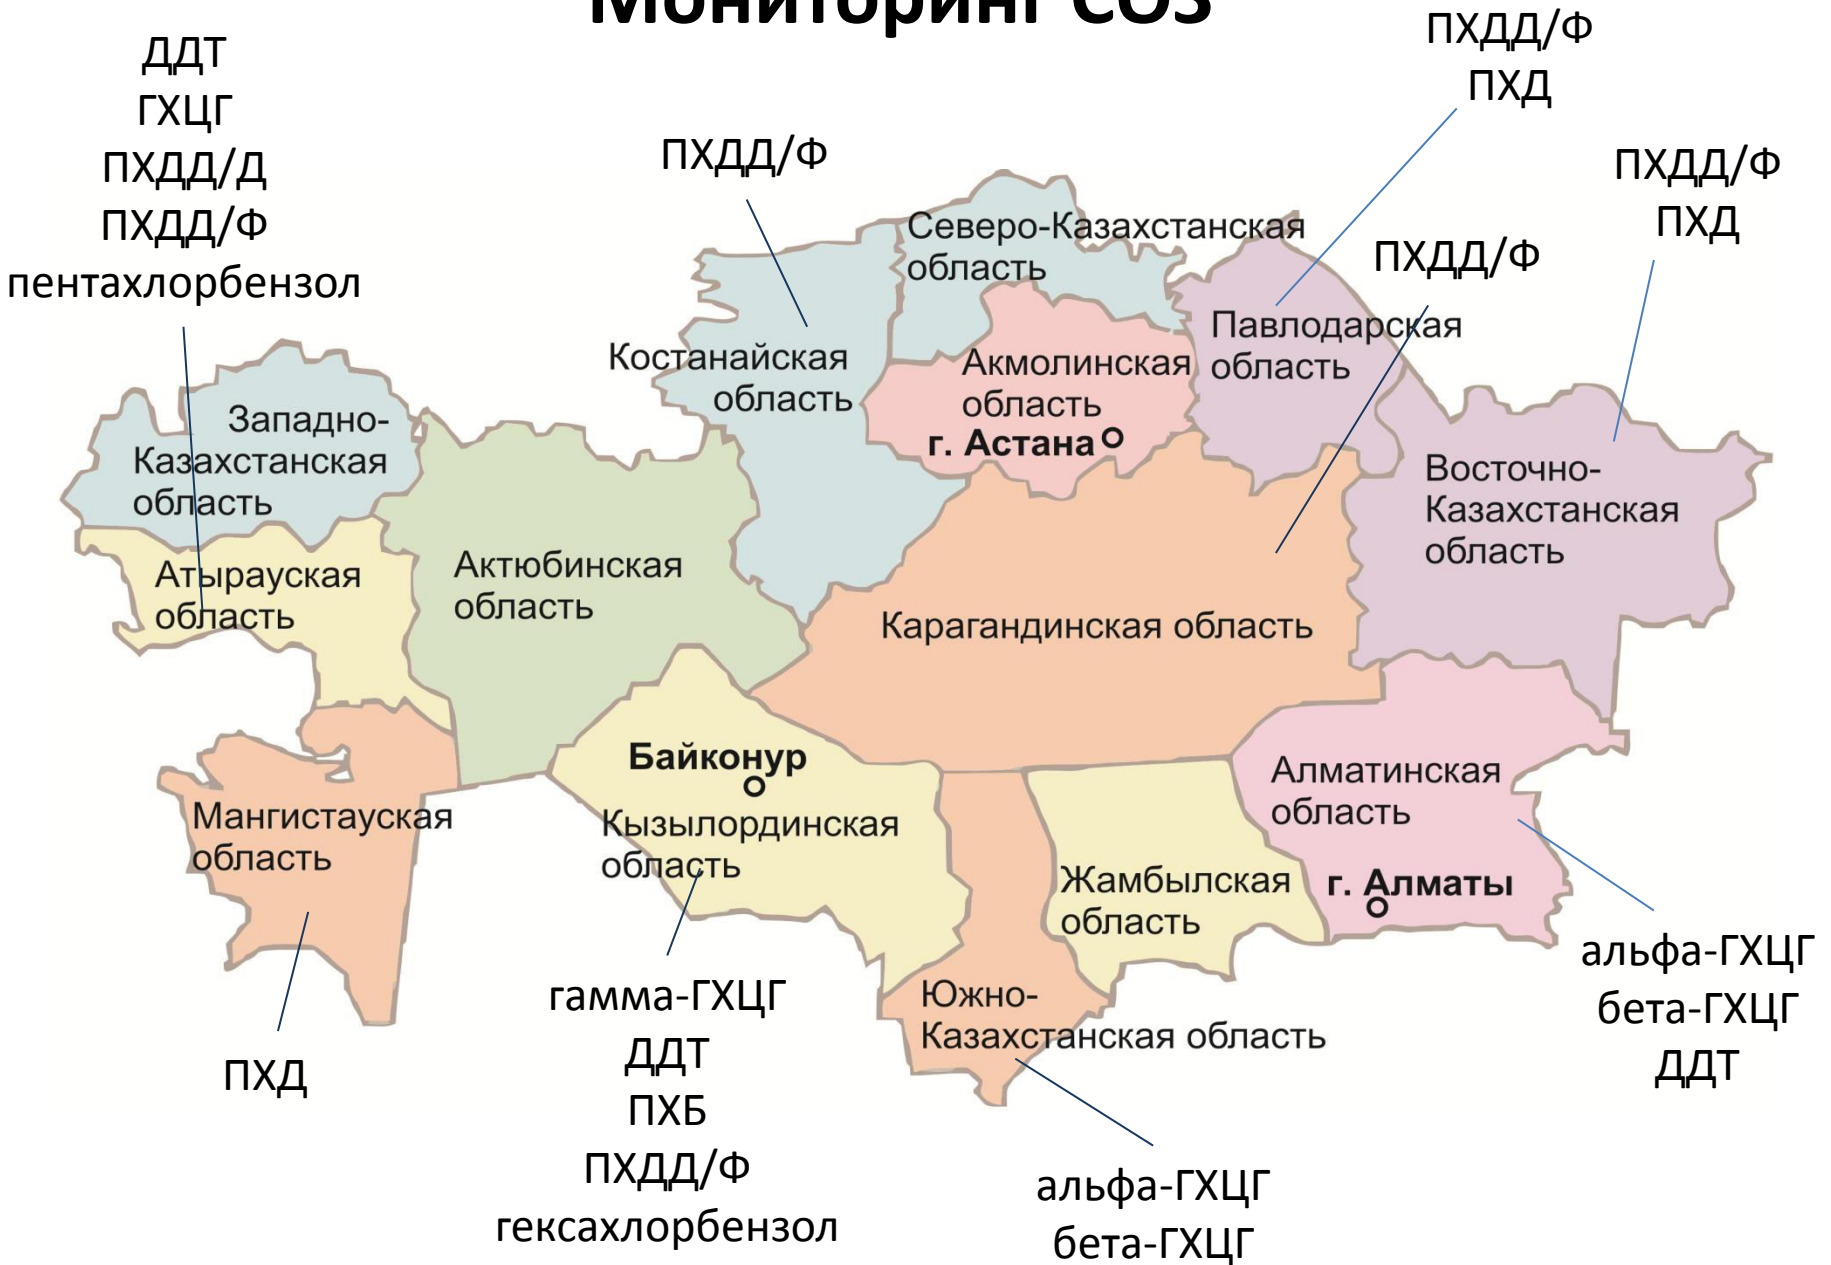 Мониторинг СОЗ
ДДТ
ГХЦГ
ПХДД/Д
ПХДД/Ф
пентахлорбензол
ПХДД/Ф
ПХДД/Ф
ПХД
ПХДД/Ф
ПХД
ПХДД/Ф
Северо-Казахстанская
область
Костанайская
область
Акмолинская
область
г. Астана
Павлодарская
область
Западно-
Казахстанская
область
Восточно-
Казахстанская
область
Атырауская
область
Актюбинская
область
Карагандинская область
Байконур
Кызылординская
область
Мангистауская
область
Алматинская
область
г. Алматы
Жамбылская
область
Южно-
Казахстанская область
ПХД
гамма-ГХЦГ
ДДТ
ПХБ
ПХДД/Ф
гексахлорбензол
альфа-ГХЦГ
бета-ГХЦГ
альфа-ГХЦГ
бета-ГХЦГ
ДДТ